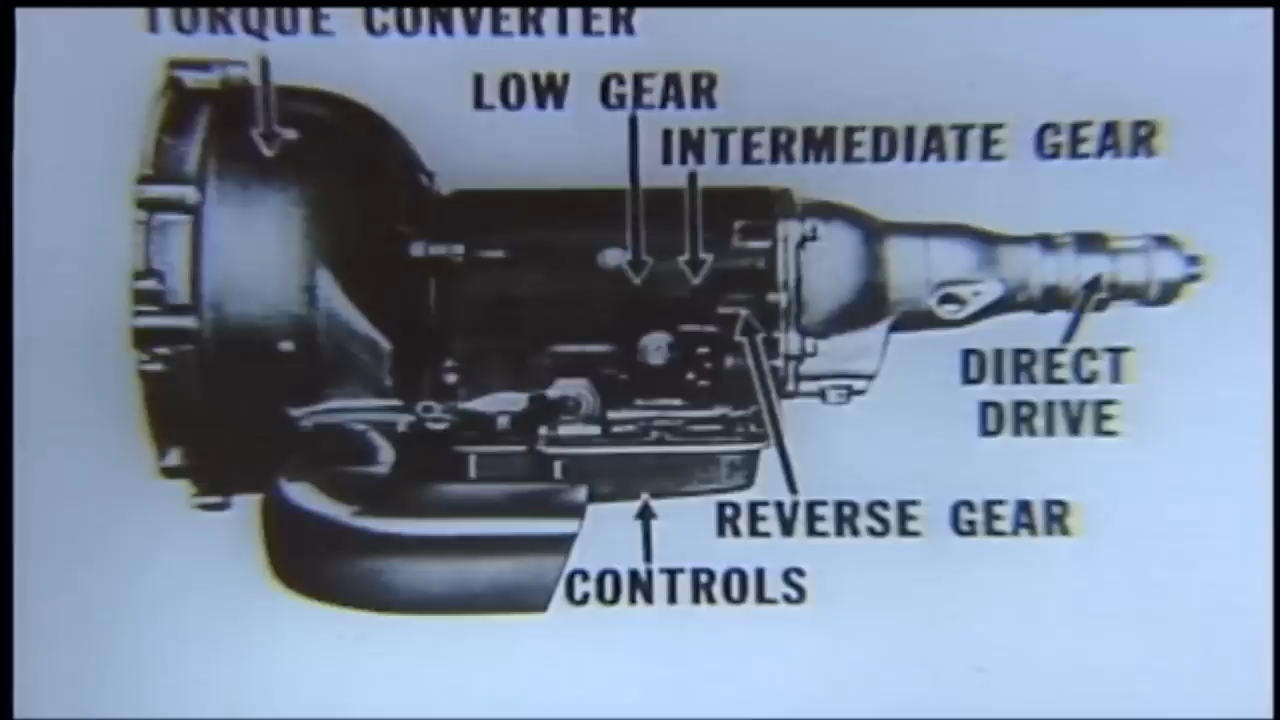 TORQUE CONVERTER
LOW GEAR
INTERMEDIATE GEAR
DIRECT
DRIVE
REVERSE GEAR
CONTROLS